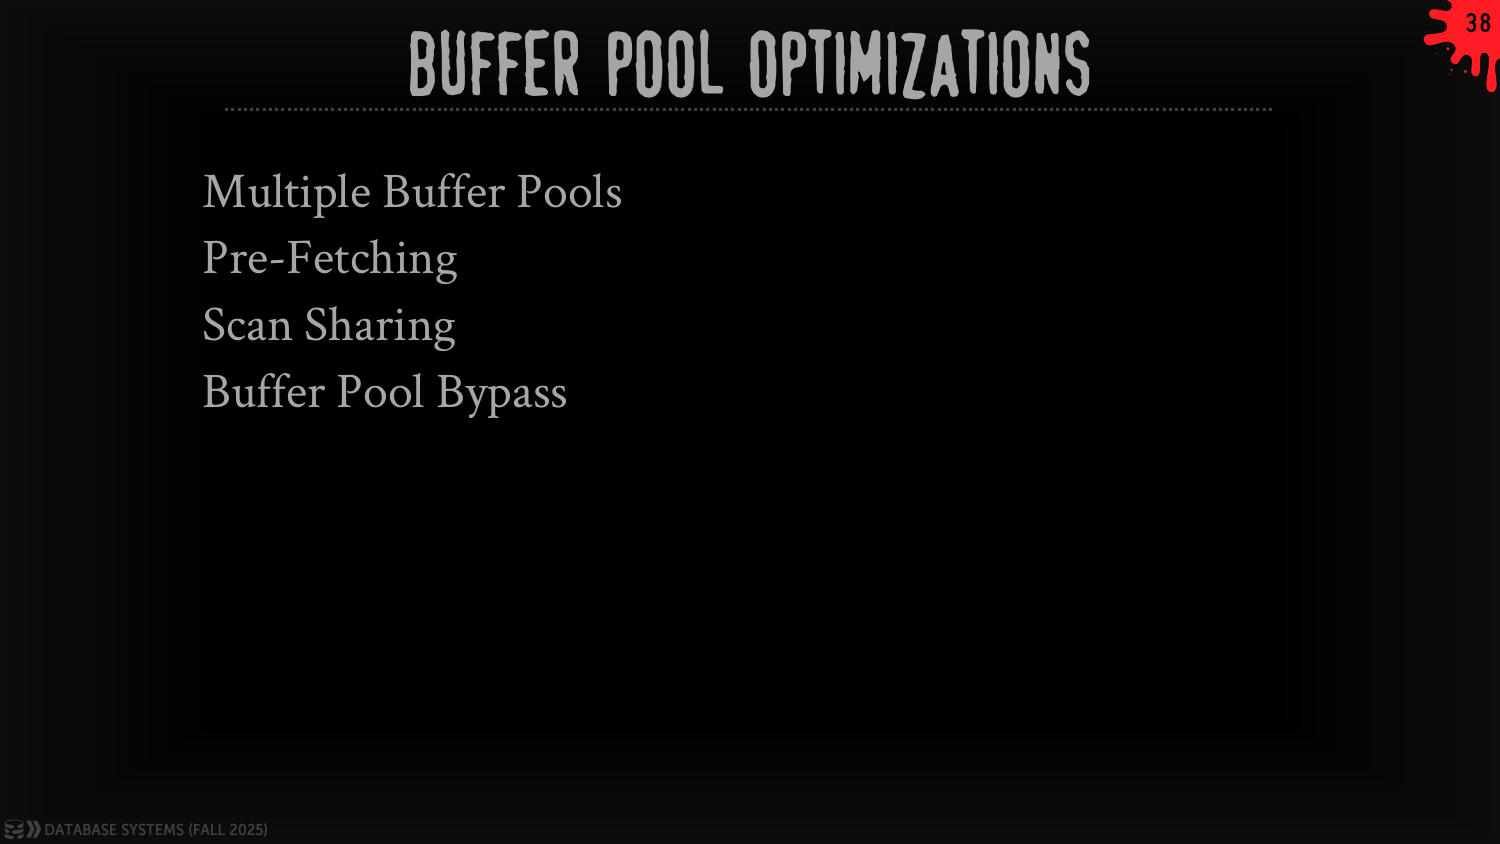 BUFFER POOL OPTIMIZATIONS
38
Multiple Buffer Pools
Pre-Fetching
Scan Sharing
Buffer Pool Bypass
DATABASE SYSTEMS (FALL 2025)